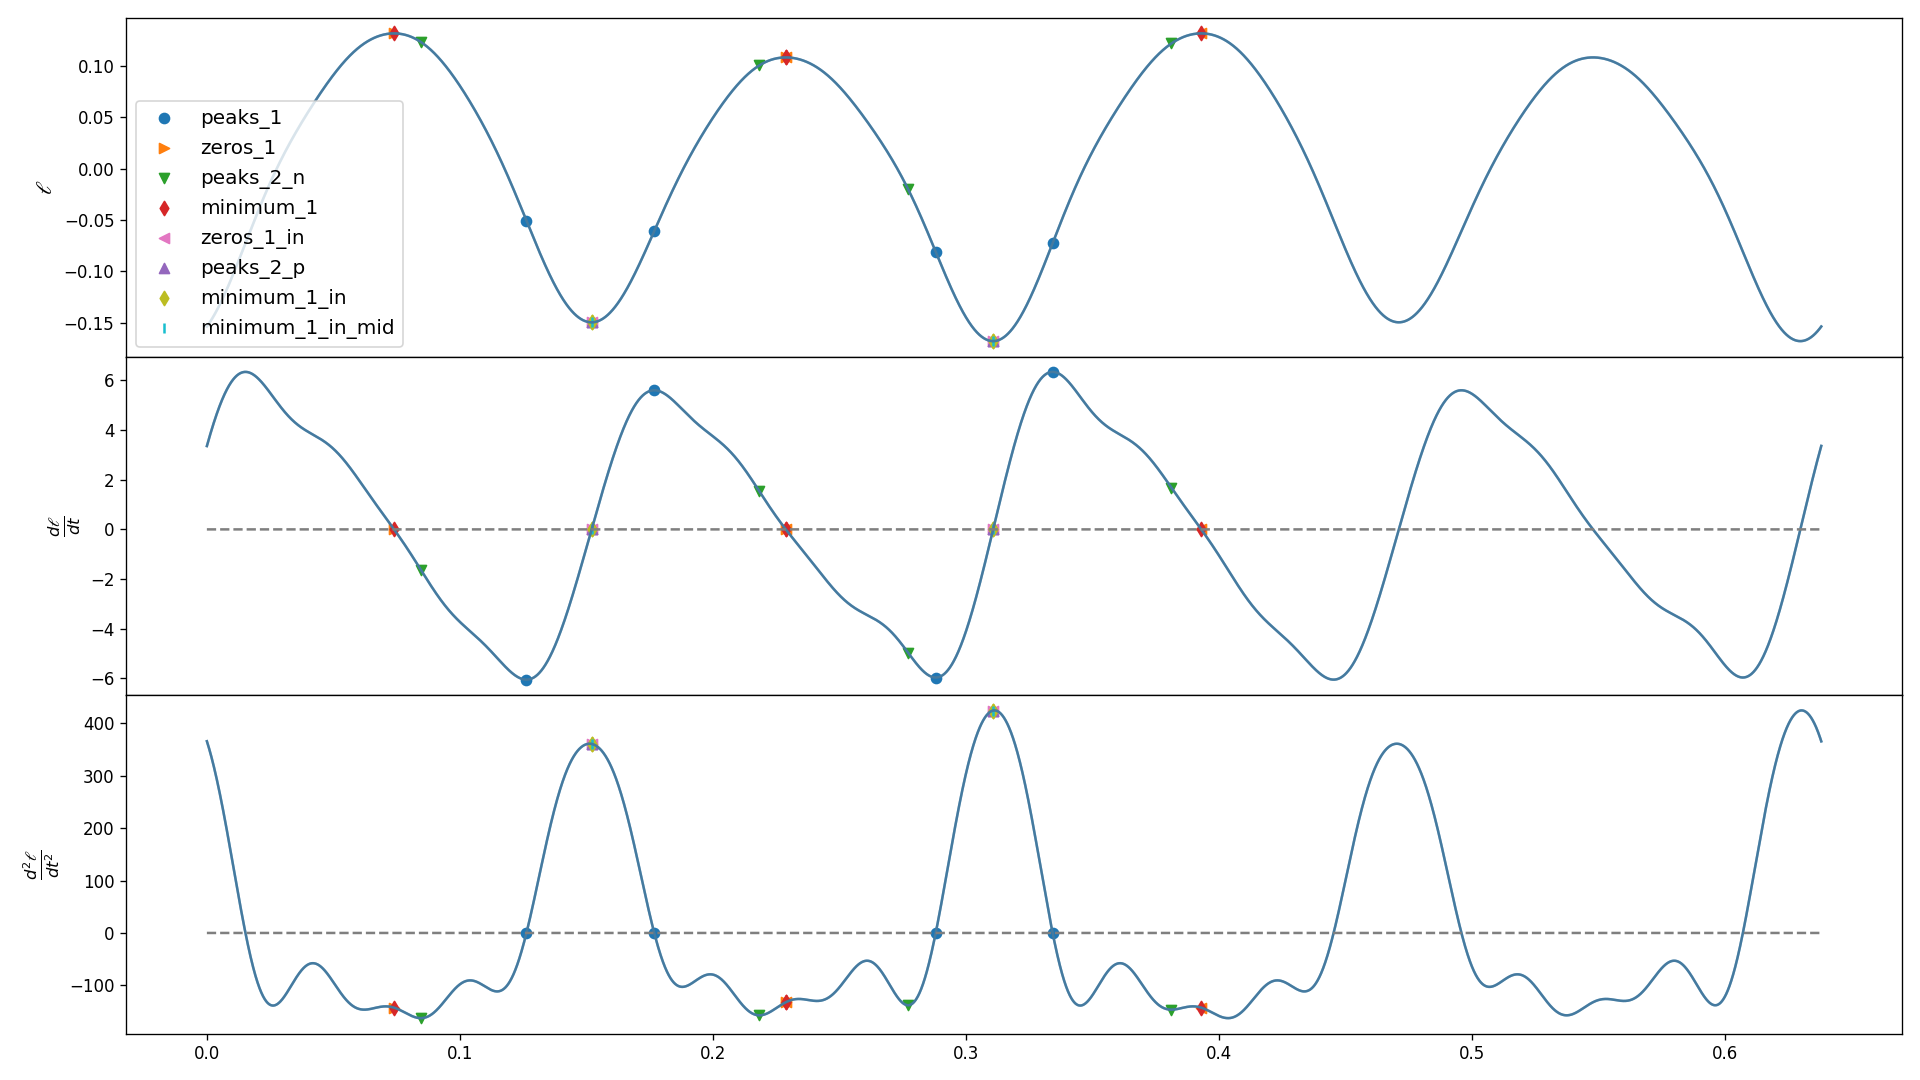 0.10
0.05
0.00
−0.05
−0.10
−0.15
ℓ
peaks_1
zeros_1
peaks_2_n
minimum_1
zeros_1_in
peaks_2_p
minimum_1_in
minimum_1_in_mid
6
4
2
0
−2
−4
−6
dℓ
dt
400
300
200
100
0
−100
d²ℓ
dt²
0.0 0.1 0.2 0.3 0.4 0.5 0.6